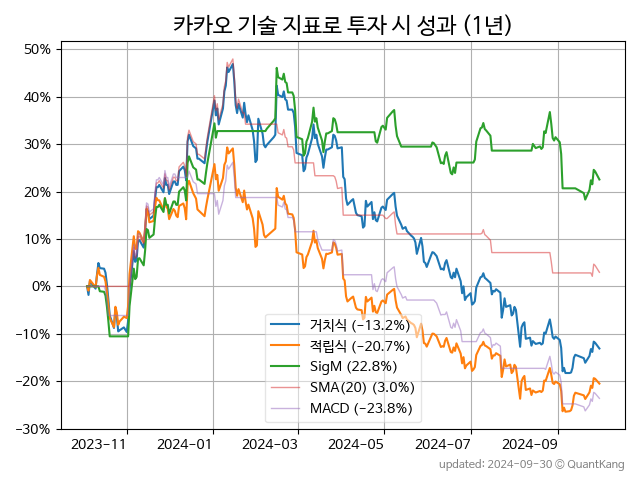 카카오 기술 지표로 투자 시 성과 (1년)
50%
40%
30%
20%
10%
0%
−10%
−20%
−30%
거치식 (−13.2%)
적립식 (−20.7%)
SigM (22.8%)
SMA(20) (3.0%)
MACD (−23.8%)
2023-11
2024-01
2024-03
2024-05
2024-07
2024-09
updated: 2024-09-30 © QuantKang